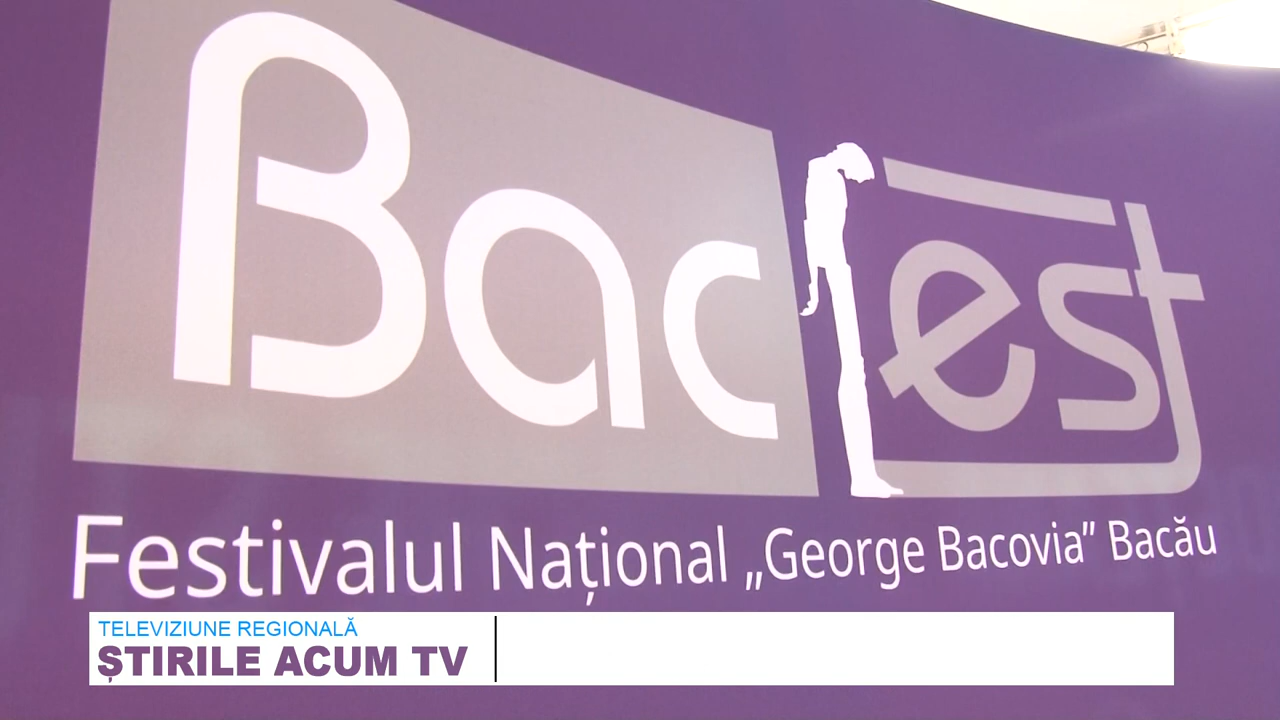 Bacfest
Festivalul Național „George Bacovia” Bacău
TELEVIZIUNE REGIONALĂ
ȘTIRILE ACUM TV